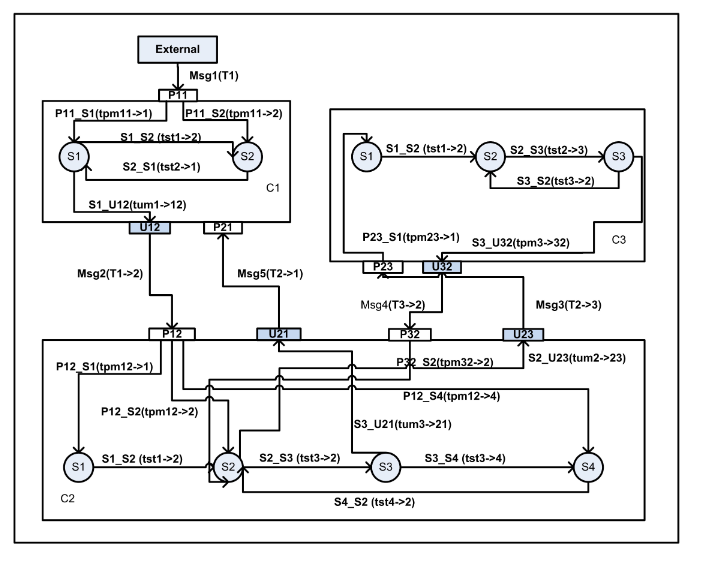 External
Msg1(T1)
P11
P11_S1(tpm11->1)
P11_S2(tpm11->2)
S1_S2 (tst1->2)
S1
S2
S2_S1(tst2->1)
C1
S1_U12(tum1->12)
U12
P21
S1
S1_S2 (tst1->2)
S2
S2_S3(tst2->3)
S3
S3_S2(tst3->2)
P23_S1(tpm23->1)
S3_U32(tpm3->32)
C3
P23
U32
Msg2(T1->2)
Msg5(T2->1)
Msg4(T3->2)
Msg3(T2->3)
P12
U21
P32
U23
P12_S1(tpm12->1)
P32_S2(tpm32->2)
S2_U23(tum2->23)
P12_S4(tpm12->4)
P12_S2(tpm12->2)
S3_U21(tum3->21)
S1
S1_S2 (tst1->2)
S2
S2_S3 (tst3->2)
S3
S3_S4 (tst3->4)
S4
C2
S4_S2 (tst4->2)